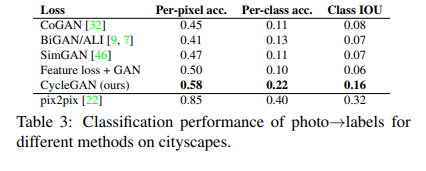 Loss Per-pixel acc. Per-class acc. Class IOU
CoGAN [32] 0.45 0.11 0.08
BiGAN/ALI [9, 7] 0.41 0.13 0.07
SimGAN [46] 0.47 0.11 0.07
Feature loss + GAN 0.50 0.10 0.06
CycleGAN (ours) 0.58 0.22 0.16
pix2pix [22] 0.85 0.40 0.32
Table 3: Classification performance of photo→labels for
different methods on cityscapes.